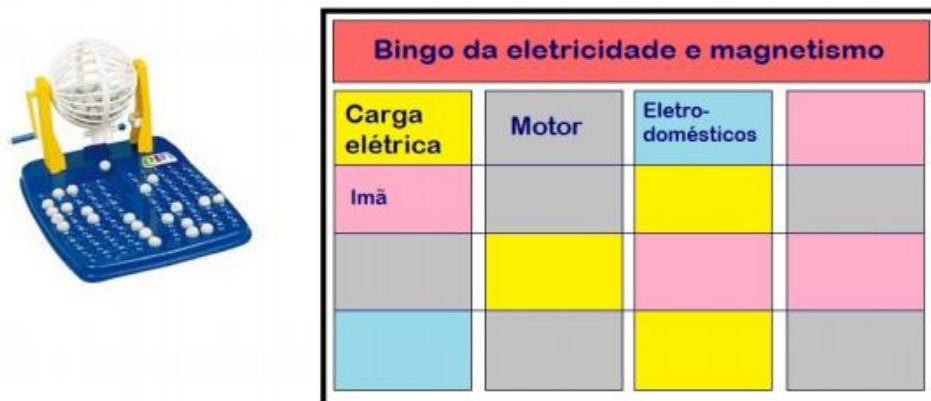 Bingo da eletricidade e magnetismo
Carga
elétrica
Motor
Eletro-
domésticos
Imã